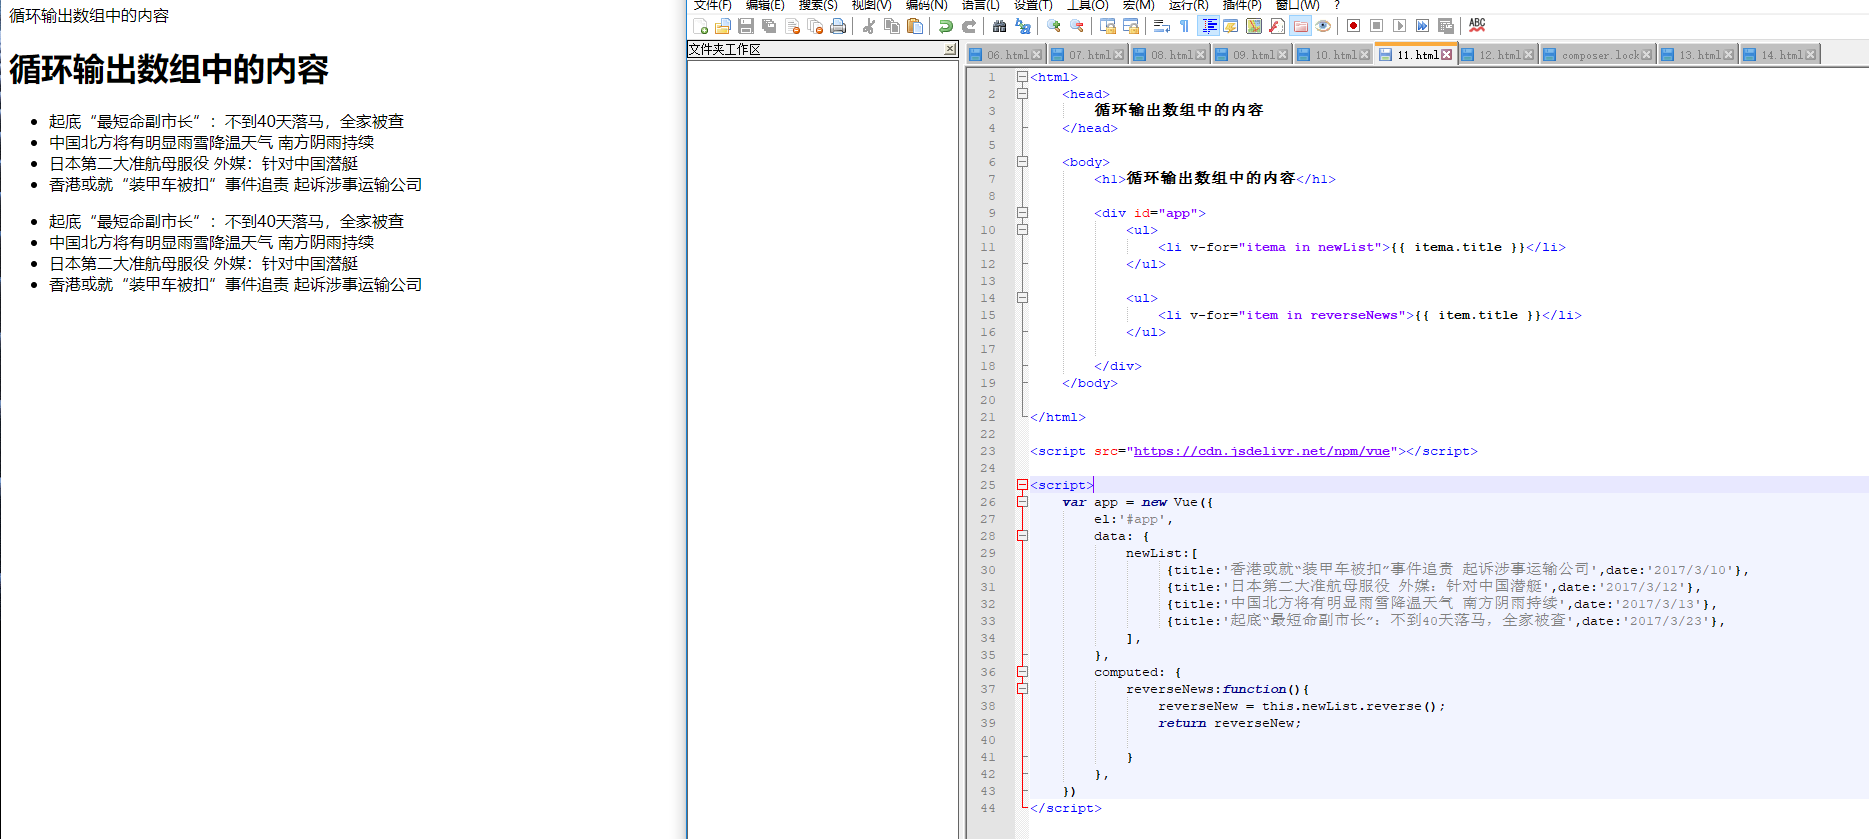 循环输出数组中的内容
循环输出数组中的内容
起底“最短命副市长”：不到40天落马，全家被查
中国北方将有明显雨雪降温天气 南方阴雨持续
日本第二大准航母服役 外媒：针对中国潜艇
香港或就“装甲车被扣”事件追责 起诉涉事运输公司
起底“最短命副市长”：不到40天落马，全家被查
中国北方将有明显雨雪降温天气 南方阴雨持续
日本第二大准航母服役 外媒：针对中国潜艇
香港或就“装甲车被扣”事件追责 起诉涉事运输公司
文件(F) 编辑(E) 搜索(S) 视图(V) 编码(N) 语言(L) 设置(T) 工具(O) 宏(M) 运行(R) 插件(P) 窗口(W) ?
ABC
文件夹工作区
06.html 07.html 08.html 09.html 10.html 11.html 12.html composer.lock 13.html 14.html
1 <html>
2 <head>
3 循环输出数组中的内容
4 </head>
5
6 <body>
7 <h1>循环输出数组中的内容</h1>
8
9 <div id="app">
10 <ul>
11 <li v-for="itema in newList">{{ itema.title }}</li>
12 </ul>
13
14 <ul>
15 <li v-for="item in reverseNews">{{ item.title }}</li>
16 </ul>
17
18 </div>
19 </body>
20
21 </html>
22
23 <script src="https://cdn.jsdelivr.net/npm/vue"></script>
24
25 <script>
26 var app = new Vue({
27 el:'#app',
28 data: {
29 newList:[
30 {title:'香港或就“装甲车被扣”事件追责 起诉涉事运输公司',date:'2017/3/10'},
31 {title:'日本第二大准航母服役 外媒：针对中国潜艇',date:'2017/3/12'},
32 {title:'中国北方将有明显雨雪降温天气 南方阴雨持续',date:'2017/3/13'},
33 {title:'起底“最短命副市长”：不到40天落马，全家被查',date:'2017/3/23'},
34 ],
35 },
36 computed: {
37 reverseNews:function(){
38 reverseNew = this.newList.reverse();
39 return reverseNew;
40
41 }
42 },
43 })
44 </script>